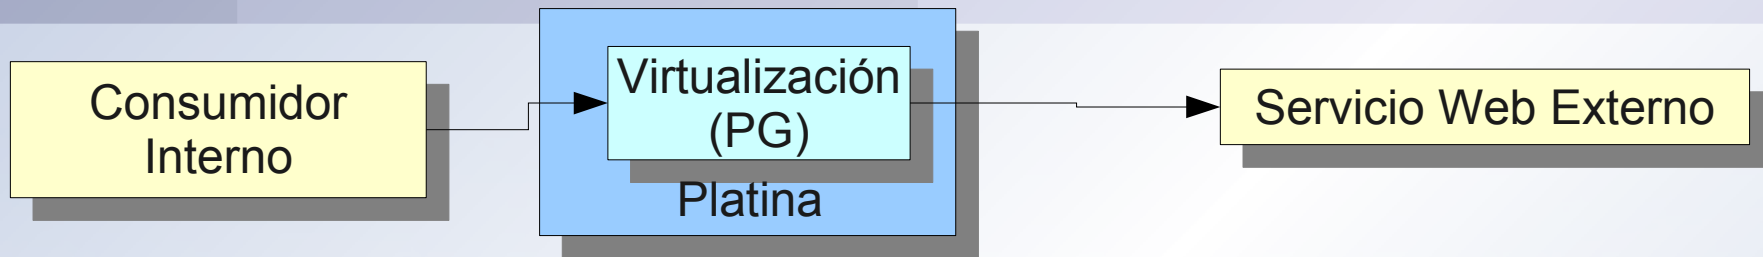 Consumidor
Interno
Virtualización
(PG)
Platina
Servicio Web Externo